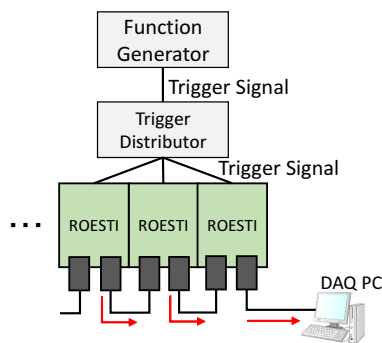 Function
Generator
Trigger Signal
Trigger
Distributor
Trigger Signal
... ROESTI ROESTI ROESTI
DAQ PC